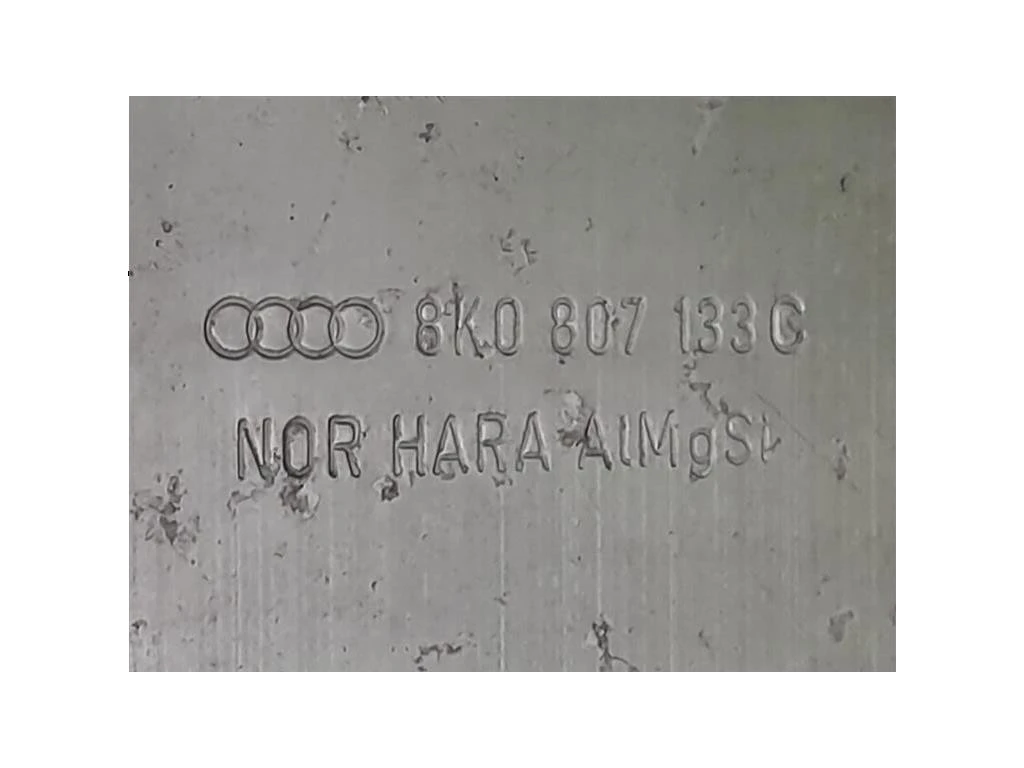 8K0 807 133 C
NOR HARA AlMgSi